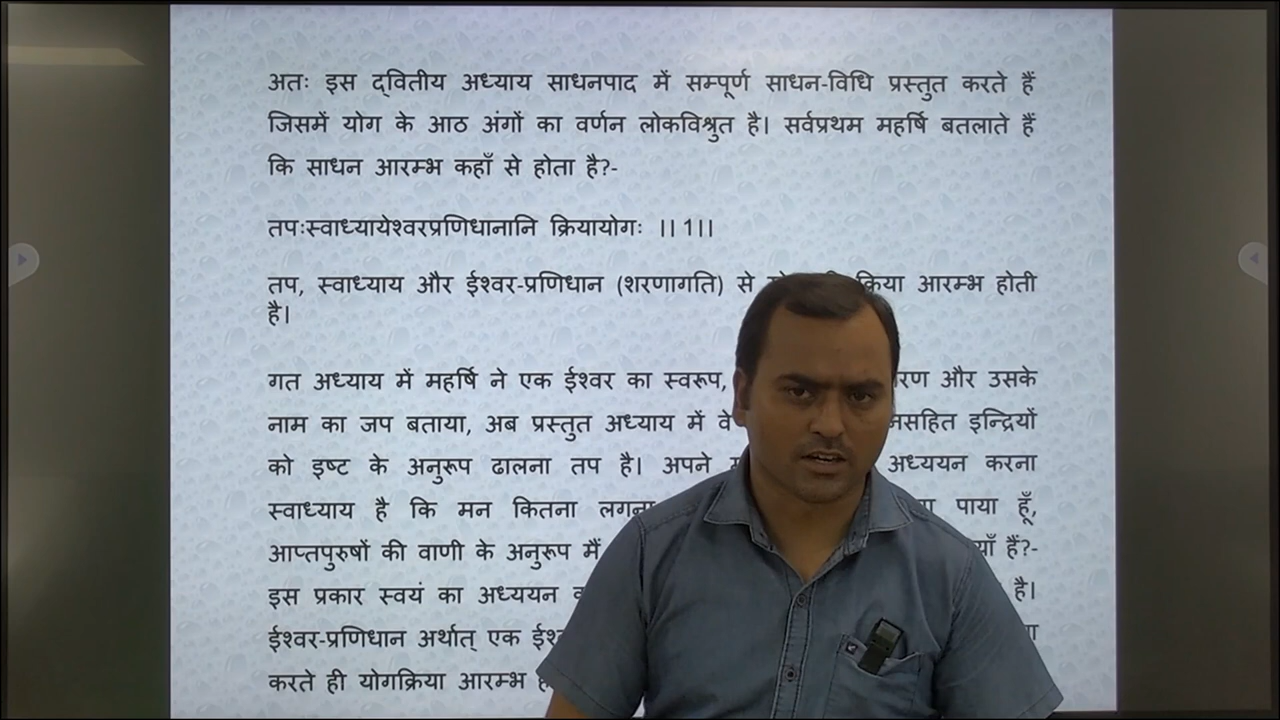 अतः इस द्वितीय अध्याय साधनपाद में सम्पूर्ण साधन-विधि प्रस्तुत करते हैं
जिसमें योग के आठ अंगों का वर्णन लोकविश्रुत है। सर्वप्रथम महर्षि बतलाते हैं
कि साधन आरम्भ कहाँ से होता है?-
तपःस्वाध्यायेश्वरप्रणिधानानि क्रियायोगः ।। 1।।
तप, स्वाध्याय और ईश्वर-प्रणिधान (शरणागति) से क्रिया आरम्भ होती
है।
गत अध्याय में महर्षि ने एक ईश्वर का स्वरूप, और उसके
नाम का जप बताया, अब प्रस्तुत अध्याय में वे इन्द्रियों
को इष्ट के अनुरूप ढालना तप है। अपने अध्ययन करना
स्वाध्याय है कि मन कितना लगना पाया हूँ,
आप्तपुरुषों की वाणी के अनुरूप मैं हैं?-
इस प्रकार स्वयं का अध्ययन है।
ईश्वर-प्रणिधान अर्थात् एक
करते ही योगक्रिया आरम्भ